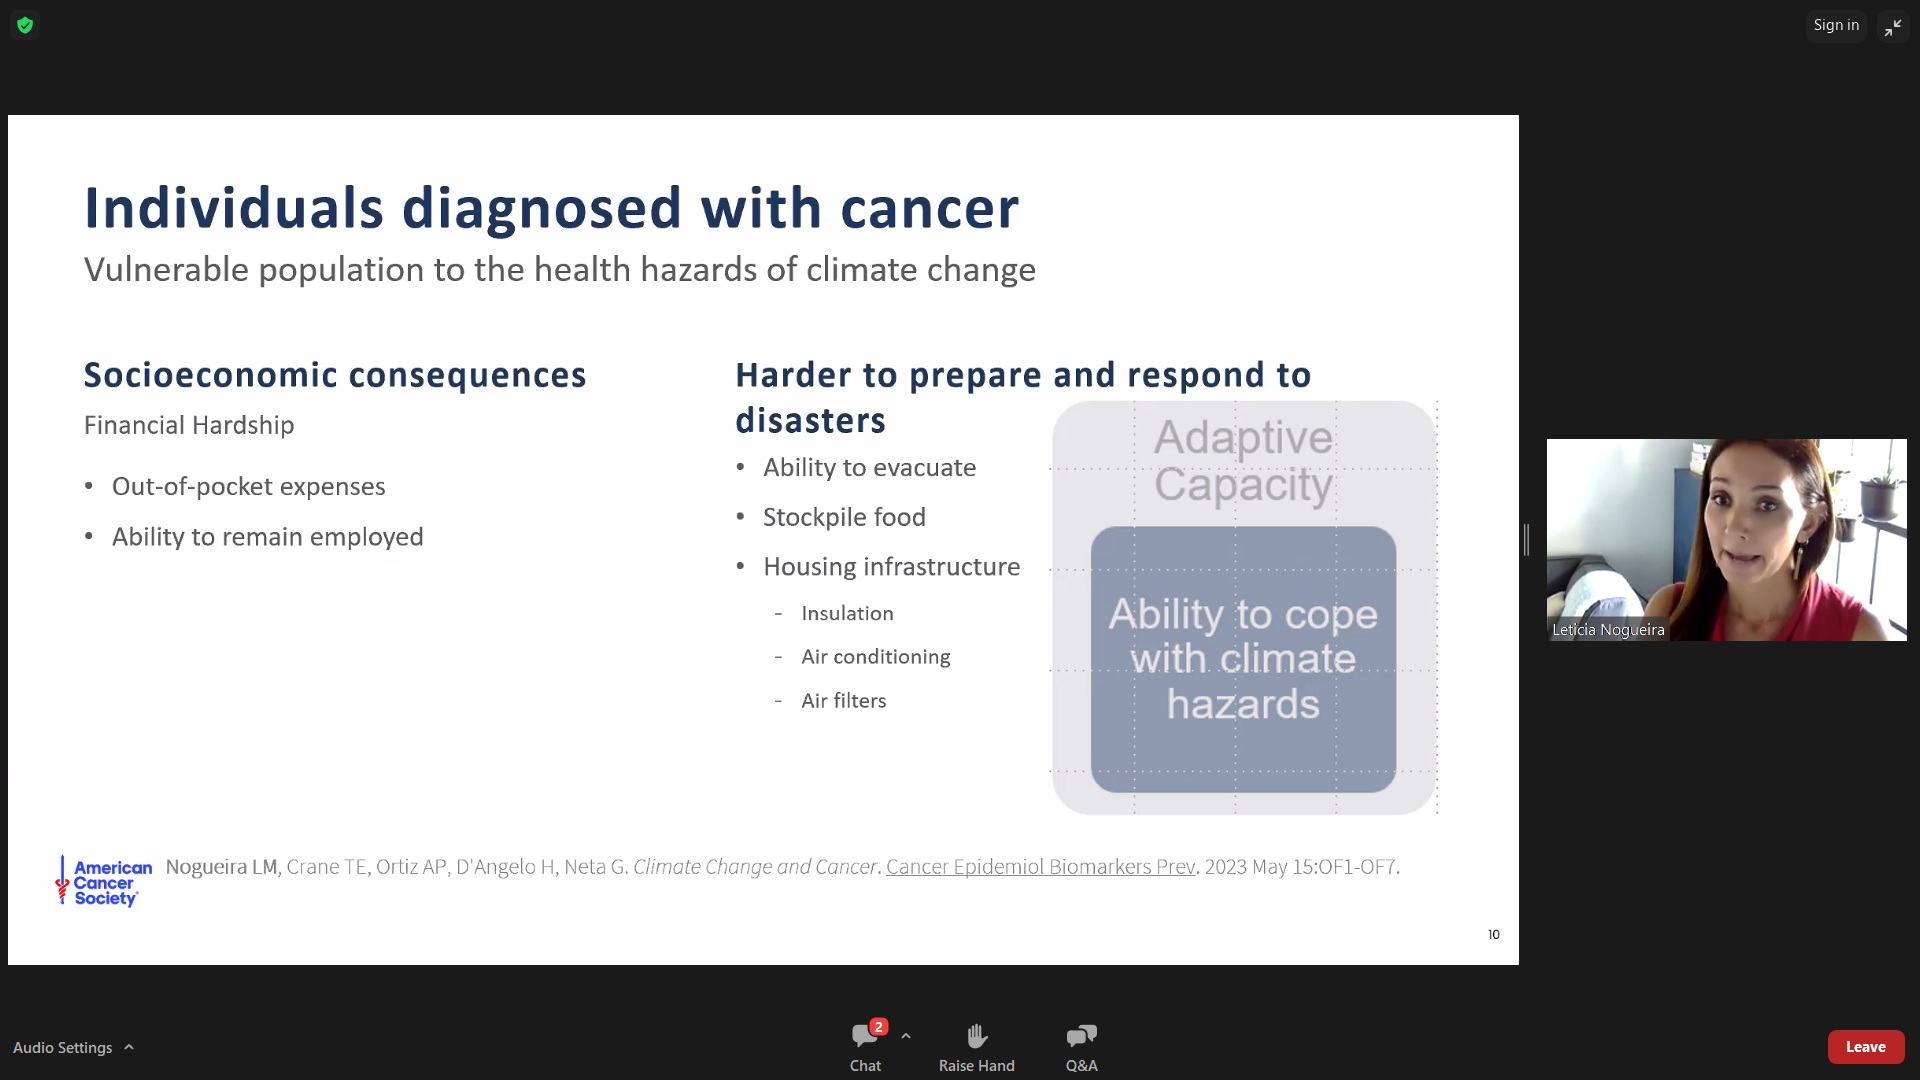 Sign in
Individuals diagnosed with cancer
Vulnerable population to the health hazards of climate change
Socioeconomic consequences
Financial Hardship
• Out-of-pocket expenses
• Ability to remain employed
Harder to prepare and respond to
disasters
• Ability to evacuate
• Stockpile food
• Housing infrastructure
- Insulation
- Air conditioning
- Air filters
Adaptive
Capacity
Ability to cope
with climate
hazards
Leticia Nogueira
American
Cancer
Society®
Nogueira LM, Crane TE, Ortiz AP, D'Angelo H, Neta G. Climate Change and Cancer. Cancer Epidemiol Biomarkers Prev. 2023 May 15:OF1-OF7.
10
Audio Settings
2
Chat
Raise Hand
Q&A
Leave